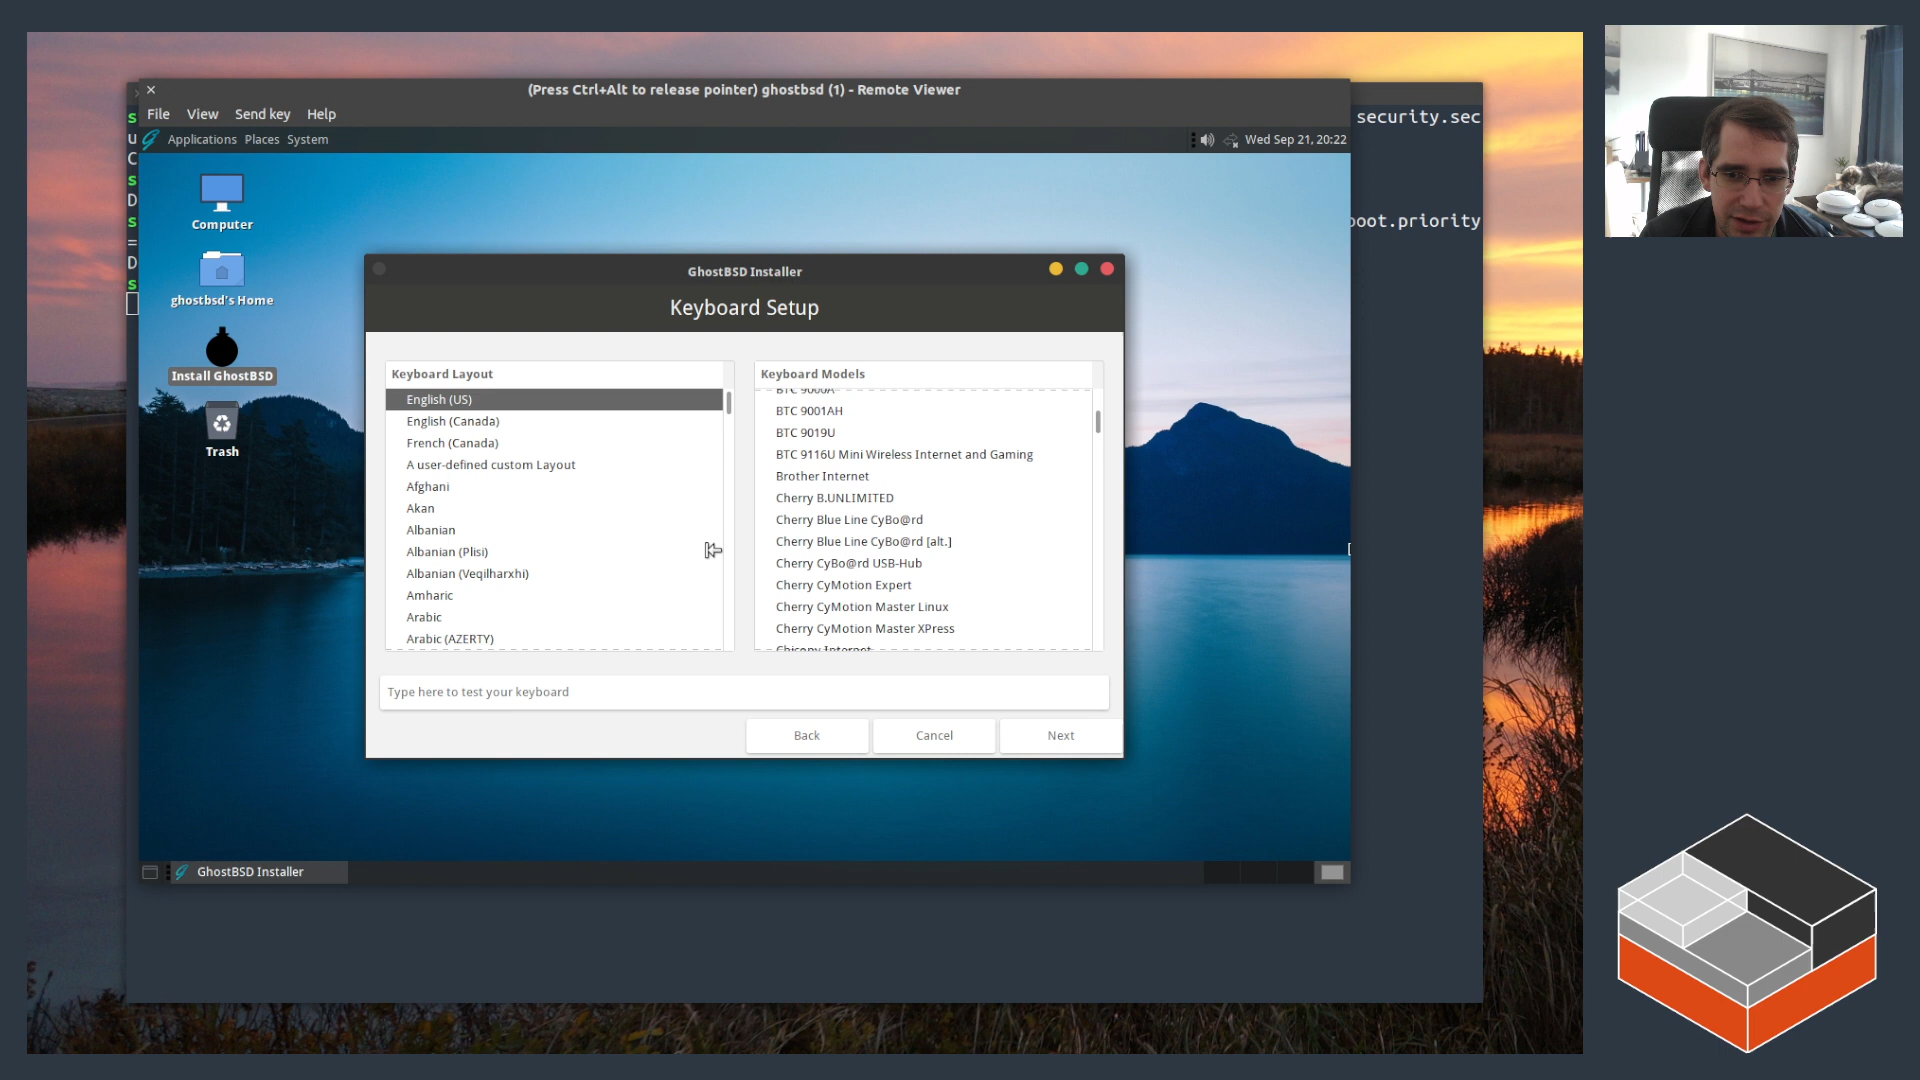 (Press Ctrl+Alt to release pointer) ghostbsd (1) - Remote Viewer
File View Send key Help
security.sec
Applications Places System
Wed Sep 21, 20:22
s
u
C
s
D
s
=
D
s
boot.priority
Computer
ghostbsd's Home
Install GhostBSD
Trash
GhostBSD Installer
Keyboard Setup
Keyboard Layout
English (US)
English (Canada)
French (Canada)
A user-defined custom Layout
Afghani
Akan
Albanian
Albanian (Plisi)
Albanian (Veqilharxhi)
Amharic
Arabic
Arabic (AZERTY)
Keyboard Models
BTC 9000A
BTC 9001AH
BTC 9019U
BTC 9116U Mini Wireless Internet and Gaming
Brother Internet
Cherry B.UNLIMITED
Cherry Blue Line CyBo@rd
Cherry Blue Line CyBo@rd [alt.]
Cherry CyBo@rd USB-Hub
Cherry CyMotion Expert
Cherry CyMotion Master Linux
Cherry CyMotion Master XPress
Chicony Internet
Type here to test your keyboard
Back
Cancel
Next
GhostBSD Installer